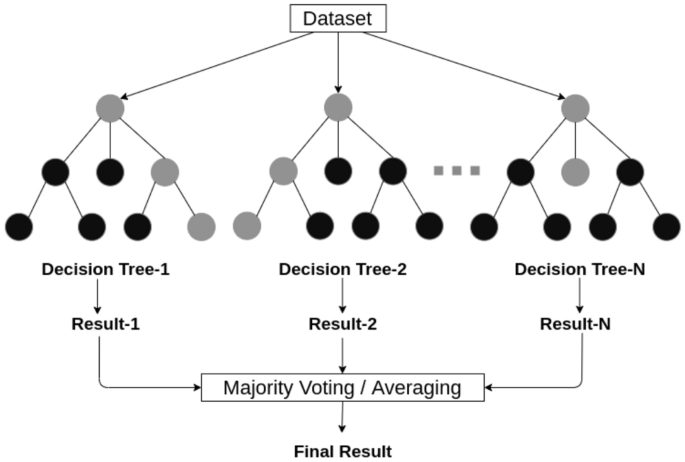 Dataset
Decision Tree-1
Decision Tree-2
Decision Tree-N
Result-1
Result-2
Result-N
Majority Voting / Averaging
Final Result